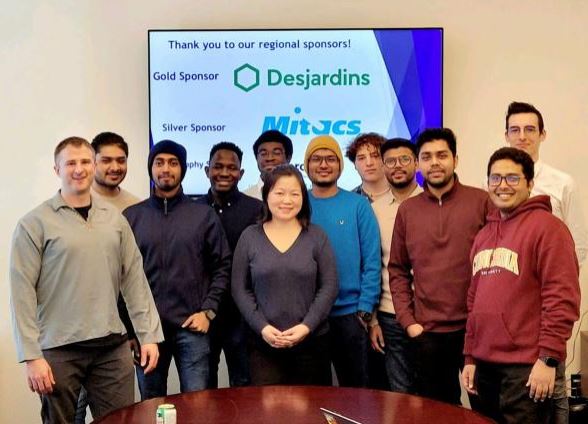 Thank you to our regional sponsors!
Gold Sponsor Desjardins
Silver Sponsor Mitacs